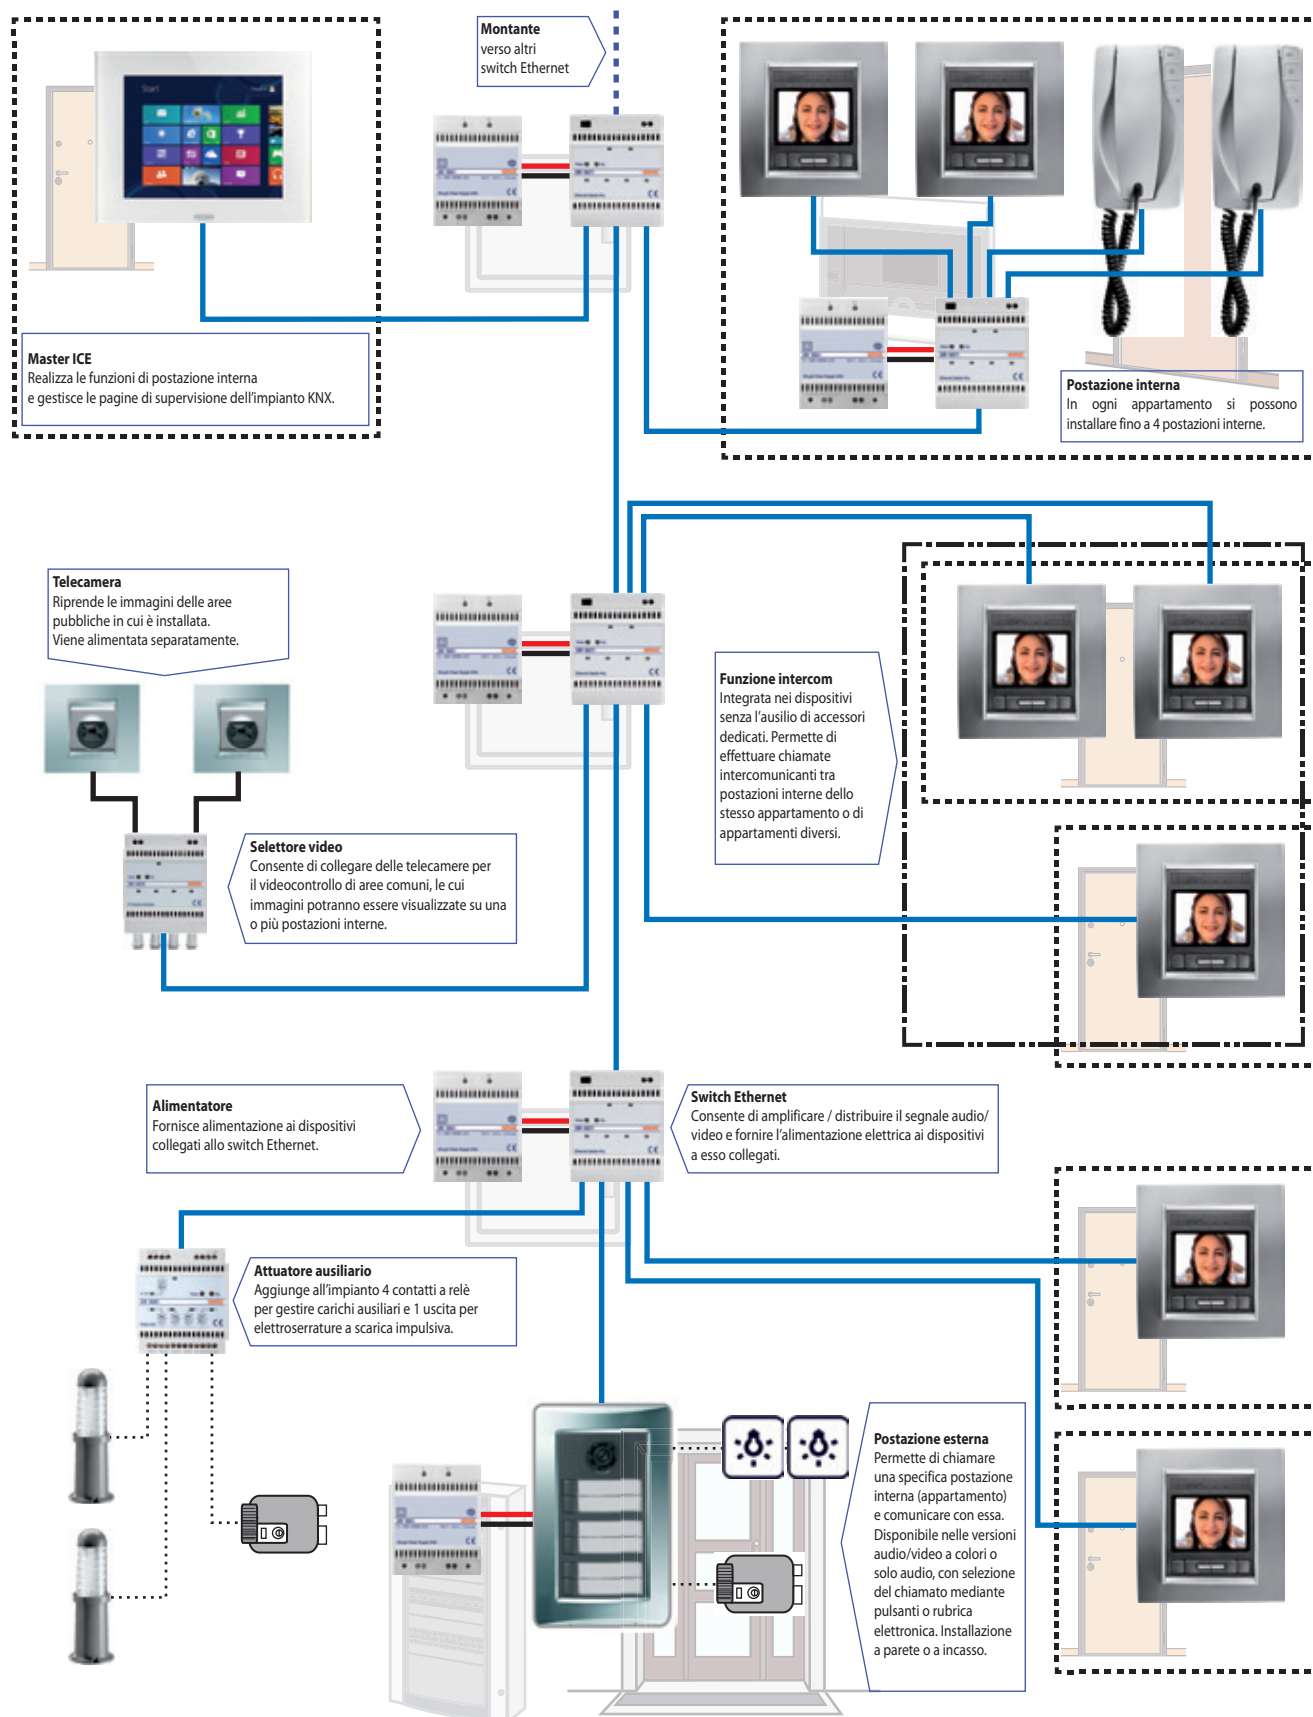 Montante
verso altri
switch Ethernet
Start
Master ICE
Realizza le funzioni di postazione interna
e gestisce le pagine di supervisione dell'impianto KNX.
Postazione interna
In ogni appartamento si possono
installare fino a 4 postazioni interne.
Telecamera
Riprende le immagini delle aree
pubbliche in cui è installata.
Viene alimentata separatamente.
Funzione intercom
Integrata nei dispositivi
senza l'ausilio di accessori
dedicati. Permette di
effettuare chiamate
intercomunicanti tra
postazioni interne dello
stesso appartamento o di
appartamenti diversi.
Selettore video
Consente di collegare delle telecamere per
il videocontrollo di aree comuni, le cui
immagini potranno essere visualizzate su una
o più postazioni interne.
Alimentatore
Fornisce alimentazione ai dispositivi
collegati allo switch Ethernet.
Switch Ethernet
Consente di amplificare / distribuire il segnale audio/
video e fornire l'alimentazione elettrica ai dispositivi
a esso collegati.
Attuatore ausiliario
Aggiunge all'impianto 4 contatti a relè
per gestire carichi ausiliari e 1 uscita per
elettroserrature a scarica impulsiva.
Postazione esterna
Permette di chiamare
una specifica postazione
interna (appartamento)
e comunicare con essa.
Disponibile nelle versioni
audio/video a colori o
solo audio, con selezione
del chiamato mediante
pulsanti o rubrica
elettronica. Installazione
a parete o a incasso.